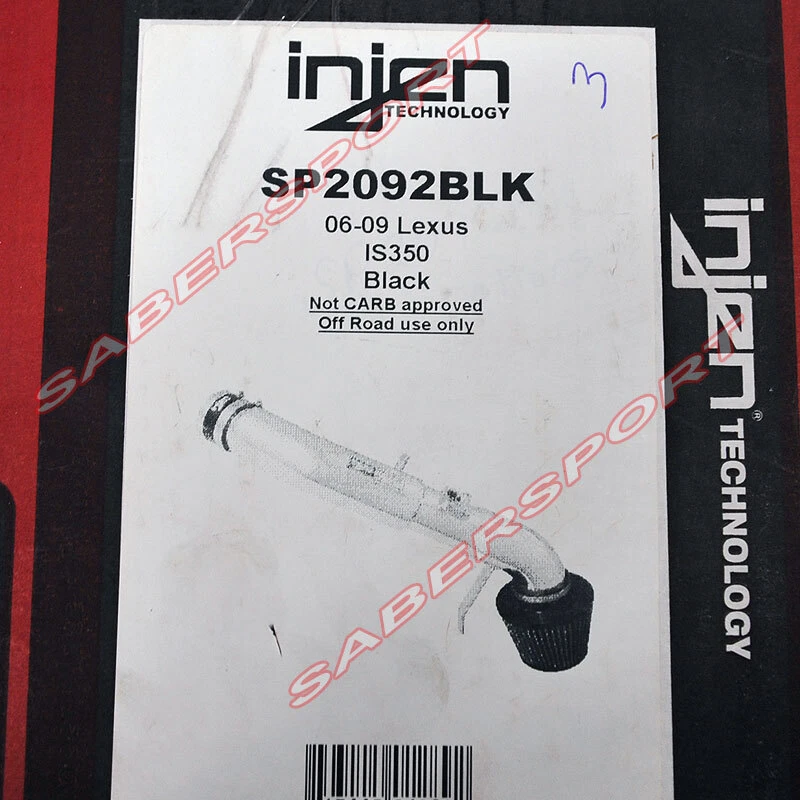 injen
TECHNOLOGY
3
SP2092BLK
06-09 Lexus
IS350
Black
Not CARB approved
Off Road use only
injen®
TECHNOLOGY
SABERSPORT
SABERSPORT